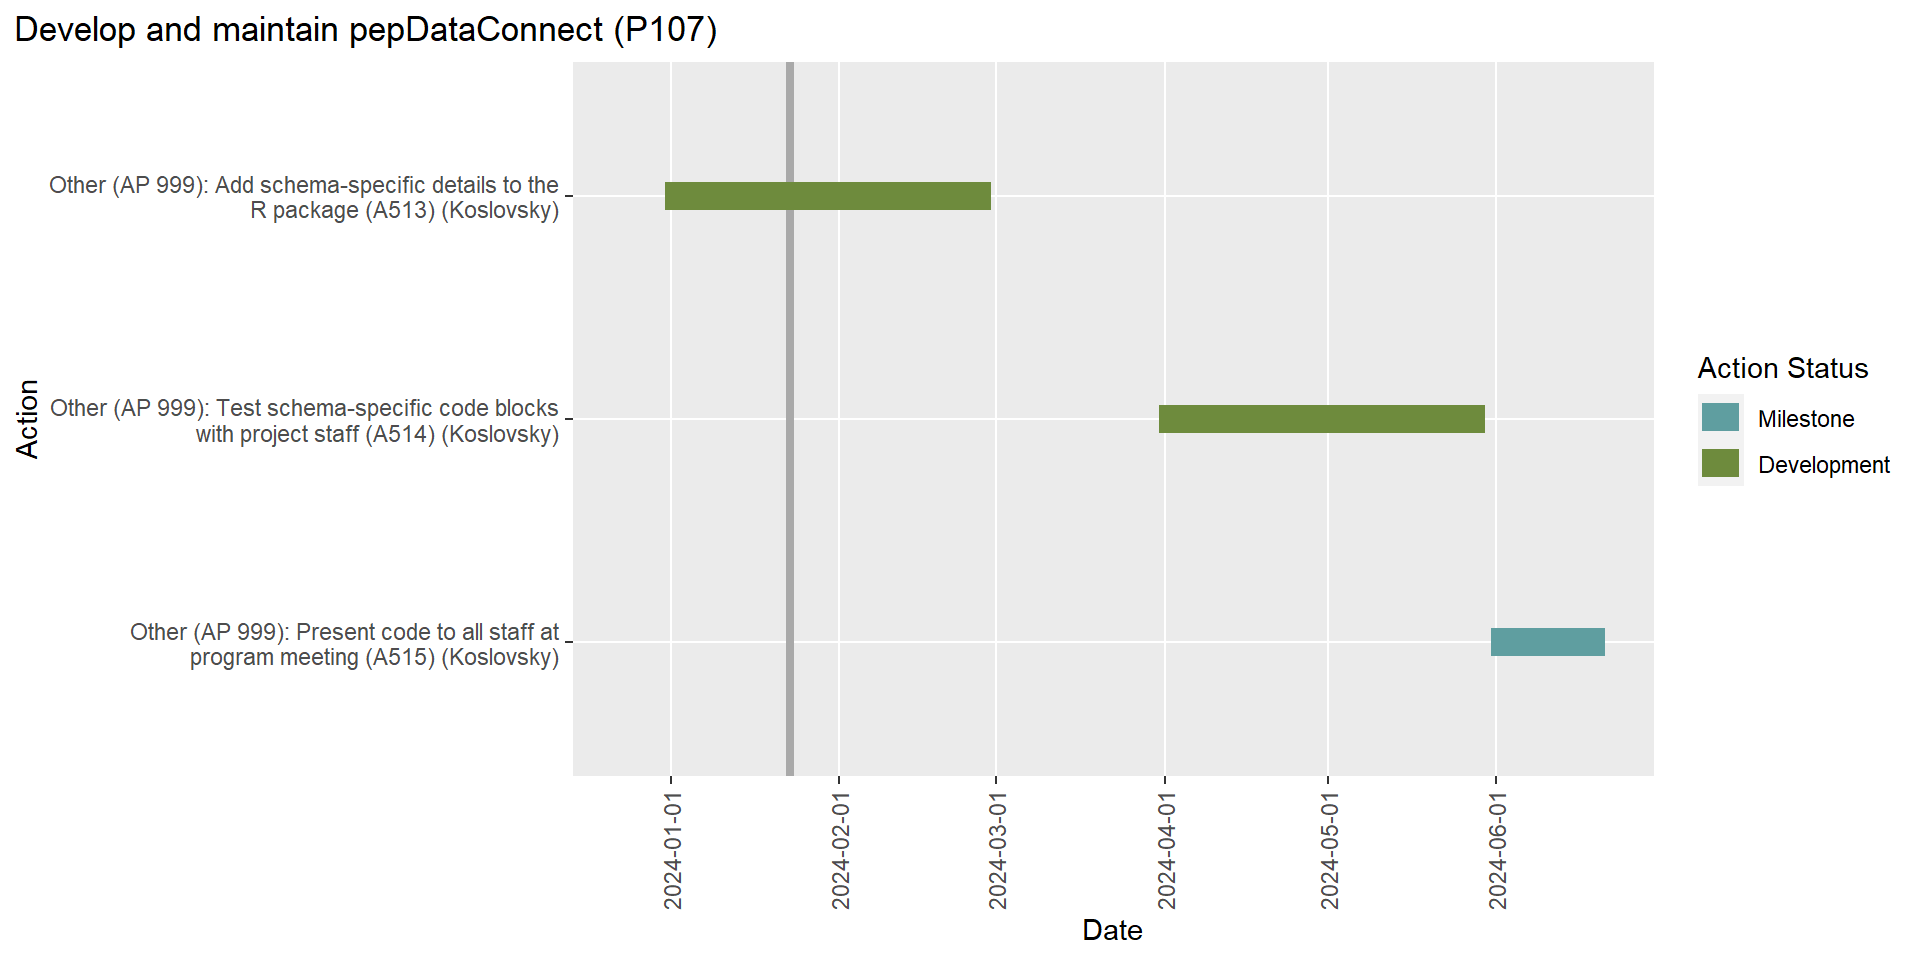 Develop and maintain pepDataConnect (P107)
Other (AP 999): Add schema-specific details to the
R package (A513) (Koslovsky)
Other (AP 999): Test schema-specific code blocks
with project staff (A514) (Koslovsky)
Other (AP 999): Present code to all staff at
program meeting (A515) (Koslovsky)
Action
2024-01-01
2024-02-01
2024-03-01
2024-04-01
2024-05-01
2024-06-01
Date
Action Status
Milestone
Development